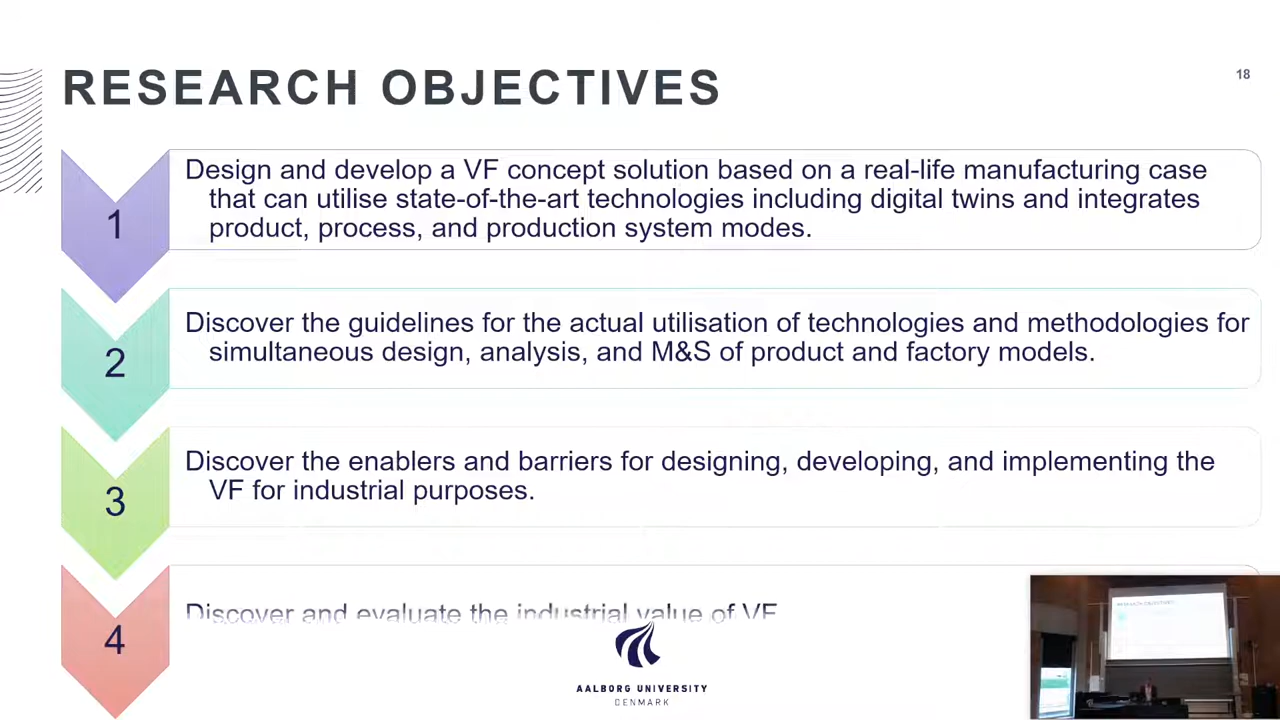 RESEARCH OBJECTIVES
18
1
Design and develop a VF concept solution based on a real-life manufacturing case
that can utilise state-of-the-art technologies including digital twins and integrates
product, process, and production system modes.
2
Discover the guidelines for the actual utilisation of technologies and methodologies for
simultaneous design, analysis, and M&S of product and factory models.
3
Discover the enablers and barriers for designing, developing, and implementing the
VF for industrial purposes.
4
Discover and evaluate the industrial value of VF
AALBORG UNIVERSITY
DENMARK
RESEARCH OBJECTIVES